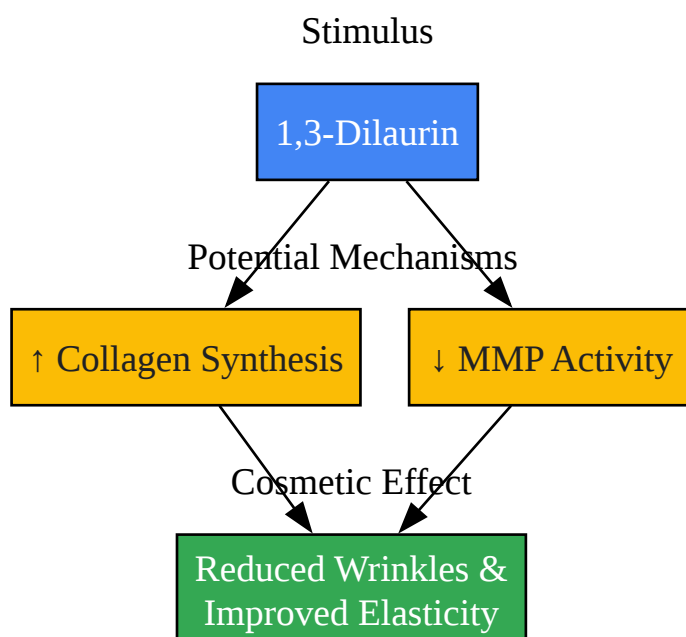 Stimulus
1,3-Dilaurin
Potential Mechanisms
↑ Collagen Synthesis
↓ MMP Activity
Cosmetic Effect
Reduced Wrinkles &
Improved Elasticity